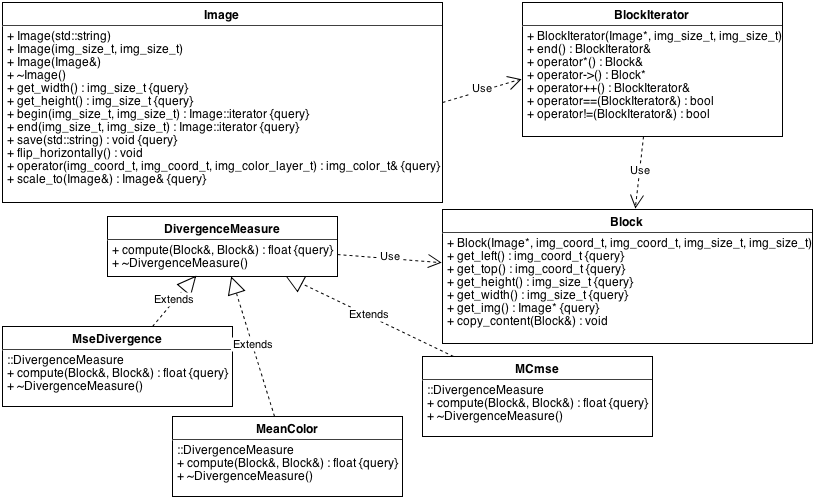 Image
+ Image(std::string)
+ Image(img_size_t, img_size_t)
+ Image(Image&)
+ ~Image()
+ get_width() : img_size_t {query}
+ get_height() : img_size_t {query}
+ begin(img_size_t, img_size_t) : Image::iterator {query}
+ end(img_size_t, img_size_t) : Image::iterator {query}
+ save(std::string) : void {query}
+ flip_horizontally() : void
+ operator(img_coord_t, img_coord_t, img_color_layer_t) : img_color_t& {query}
+ scale_to(Image&) : Image& {query}
Use
BlockIterator
+ BlockIterator(Image*, img_size_t, img_size_t)
+ end() : BlockIterator&
+ operator*() : Block&
+ operator->() : Block*
+ operator++() : BlockIterator&
+ operator==(BlockIterator&) : bool
+ operator!=(BlockIterator&) : bool
Use
DivergenceMeasure
+ compute(Block&, Block&) : float {query}
+ ~DivergenceMeasure()
Use
Block
+ Block(Image*, img_coord_t, img_coord_t, img_size_t, img_size_t)
+ get_left() : img_coord_t {query}
+ get_top() : img_coord_t {query}
+ get_height() : img_size_t {query}
+ get_width() : img_size_t {query}
+ get_img() : Image* {query}
+ copy_content(Block&) : void
Extends
Extends
Extends
MseDivergence
::DivergenceMeasure
+ compute(Block&, Block&) : float {query}
+ ~DivergenceMeasure()
MCmse
::DivergenceMeasure
+ compute(Block&, Block&) : float {query}
+ ~DivergenceMeasure()
MeanColor
::DivergenceMeasure
+ compute(Block&, Block&) : float {query}
+ ~DivergenceMeasure()